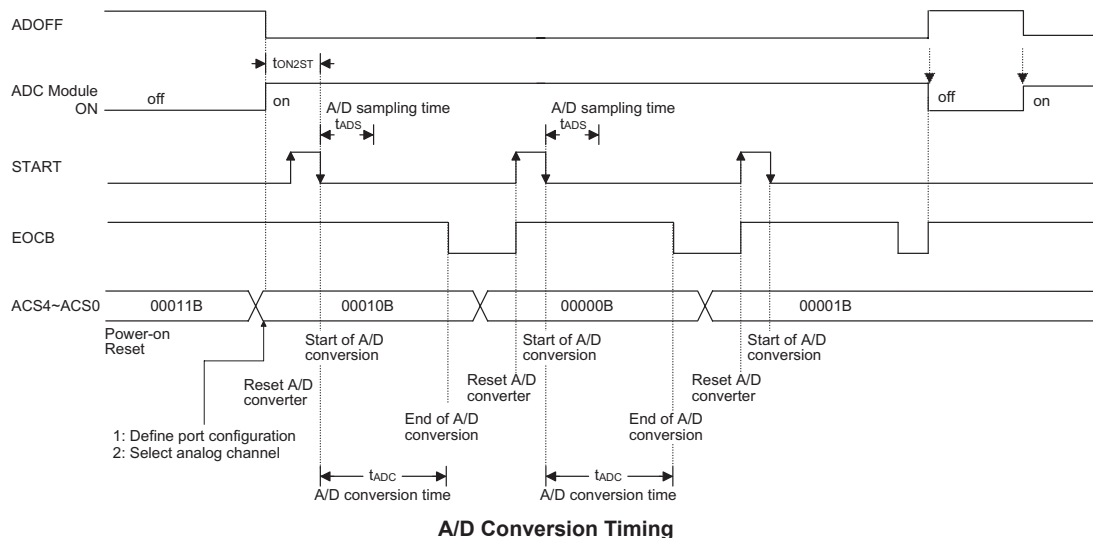 ADOFF
tON2ST
ADC Module
ON
off
on
A/D sampling time
tADS
A/D sampling time
tADS
off
on
START
EOCB
ACS4~ACS0
00011B
00010B
00000B
00001B
Power-on
Reset
Start of A/D
conversion
Start of A/D
conversion
Start of A/D
conversion
Reset A/D
converter
Reset A/D
converter
Reset A/D
converter
End of A/D
conversion
End of A/D
conversion
1: Define port configuration
2: Select analog channel
tADC
A/D conversion time
tADC
A/D conversion time
A/D Conversion Timing